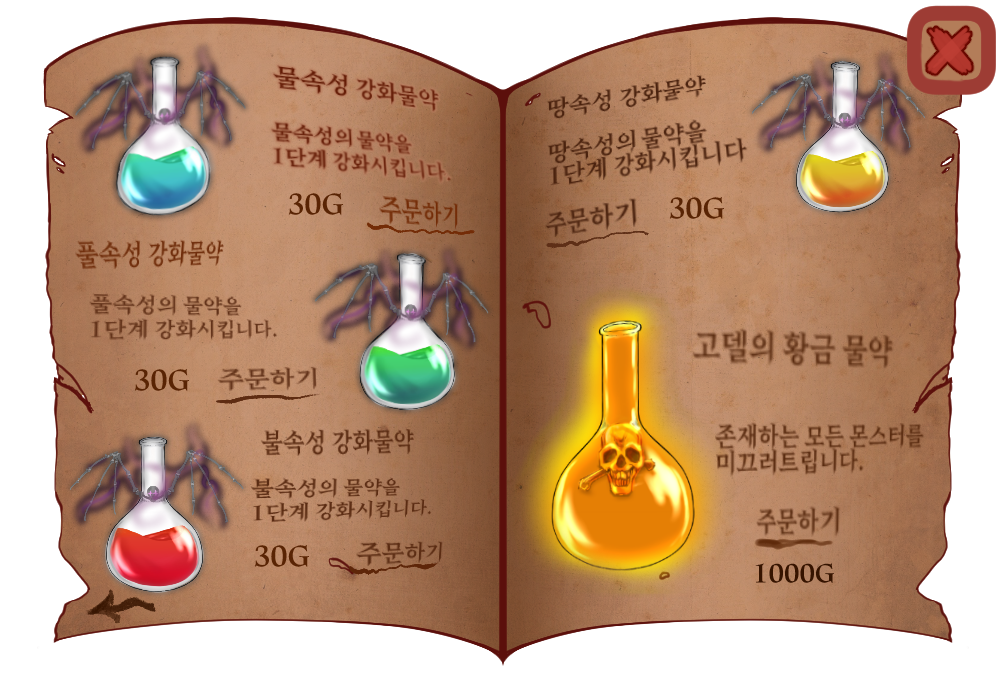 물속성 강화물약
물속성의 물약을
1단계 강화시킵니다.
30G 주문하기
풀속성 강화물약
풀속성의 물약을
1단계 강화시킵니다.
30G 주문하기
불속성 강화물약
불속성의 물약을
1단계 강화시킵니다.
30G 주문하기
땅속성 강화물약
땅속성의 물약을
1단계 강화시킵니다
주문하기 30G
고델의 황금 물약
존재하는 모든 몬스터를
미끄러트립니다.
주문하기
1000G